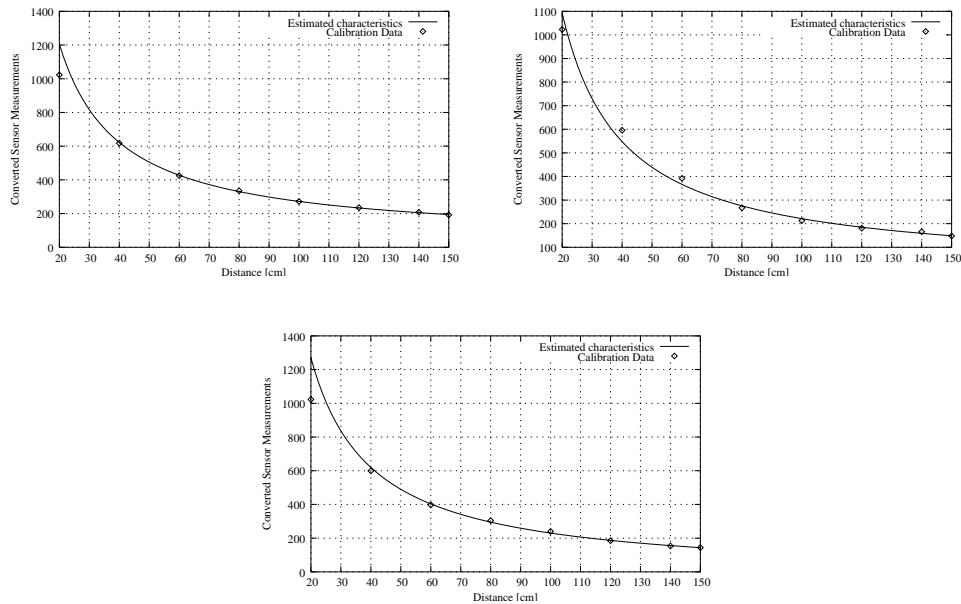 1400
1200
1000
800
600
400
200
0
Converted Sensor Measurements
Estimated characteristics
Calibration Data
20 30 40 50 60 70 80 90 100 110 120 130 140 150
Distance [cm]
1100
1000
900
800
700
600
500
400
300
200
100
Converted Sensor Measurements
Estimated characteristics
Calibration Data
20 30 40 50 60 70 80 90 100 110 120 130 140 150
Distance [cm]
1400
1200
1000
800
600
400
200
0
Converted Sensor Measurements
Estimated characteristics
Calibration Data
20 30 40 50 60 70 80 90 100 110 120 130 140 150
Distance [cm]